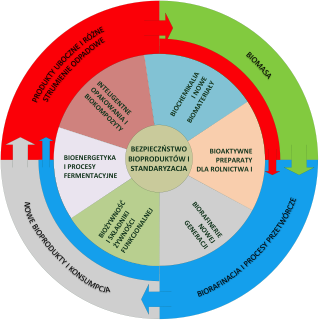 PRODUKTY UBOCZNE I RÓŻNE
STRUMIENIE ODPADOWE
BIOMASA
INTELIGENTNE
OPAKOWANIA I
BIOKOMPOZYTY
BIOCHEMIKALIA
I NOWE
BIOMATERIAŁY
BEZPIECZŃSTWO
BIOPRODUKTÓW I
STANDARYZACJA
BIOENERGETYKA
I PROCESY
FERMENTACYJNE
BIOAKTYWNE
PREPARATY
DLA ROLNICTWA I
BIOŻYWNOŚĆ
I SKŁADNIKI
ŻYWNOŚCI
FUNKCJONALNEJ
BIORAFINERIE
NOWEJ
GENERACJI
NOWE BIOPRODUKTY I KONSUMPCJA
BIORAFINACJA I PROCESY PRZETWÓRCZE